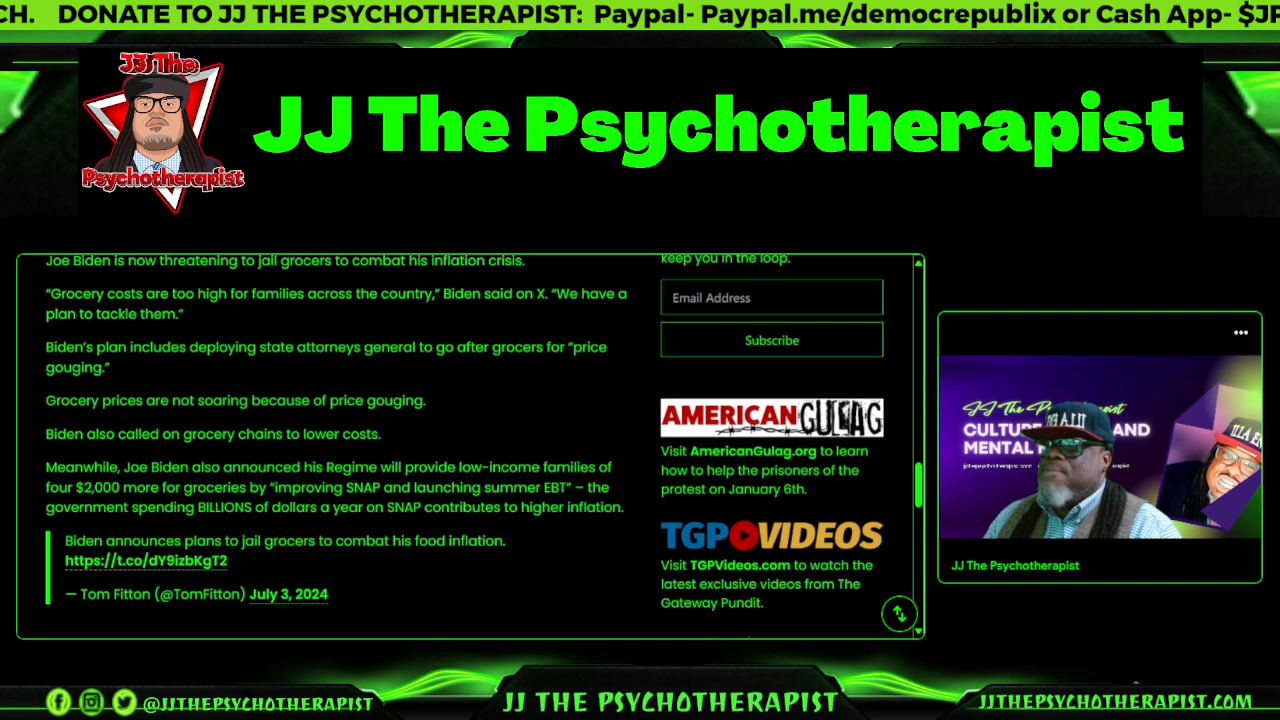 CH. DONATE TO JJ THE PSYCHOTHERAPIST: Paypal- Paypal.me/democrepublix or Cash App- $JP
JJ The
Psychotherapist
JJ The Psychotherapist
Joe Biden is now threatening to jail grocers to combat his inflation crisis.
“Grocery costs are too high for families across the country,” Biden said on X. “We have a
plan to tackle them.”
Biden’s plan includes deploying state attorneys general to go after grocers for “price
gouging.”
Grocery prices are not soaring because of price gouging.
Biden also called on grocery chains to lower costs.
Meanwhile, Joe Biden also announced his Regime will provide low-income families of
four $2,000 more for groceries by “improving SNAP and launching summer EBT” – the
government spending BILLIONS of dollars a year on SNAP contributes to higher inflation.
Biden announces plans to jail grocers to combat his food inflation.
https://t.co/dY9izbKgT2
— Tom Fitton (@TomFitton) July 3, 2024
keep you in the loop.
Email Address
Subscribe
AMERICAN GULAG
Visit AmericanGulag.org to learn
how to help the prisoners of the
protest on January 6th.
TGP VIDEOS
Visit TGPVideos.com to watch the
latest exclusive videos from The
Gateway Pundit.
JJ The
CULTURE AND
MENTAL
JJ The Psychotherapist
@JJTHEPSYCHOTHERAPIST
JJ THE PSYCHOTHERAPIST
JJTHEPSYCHOTHERAPIST.COM